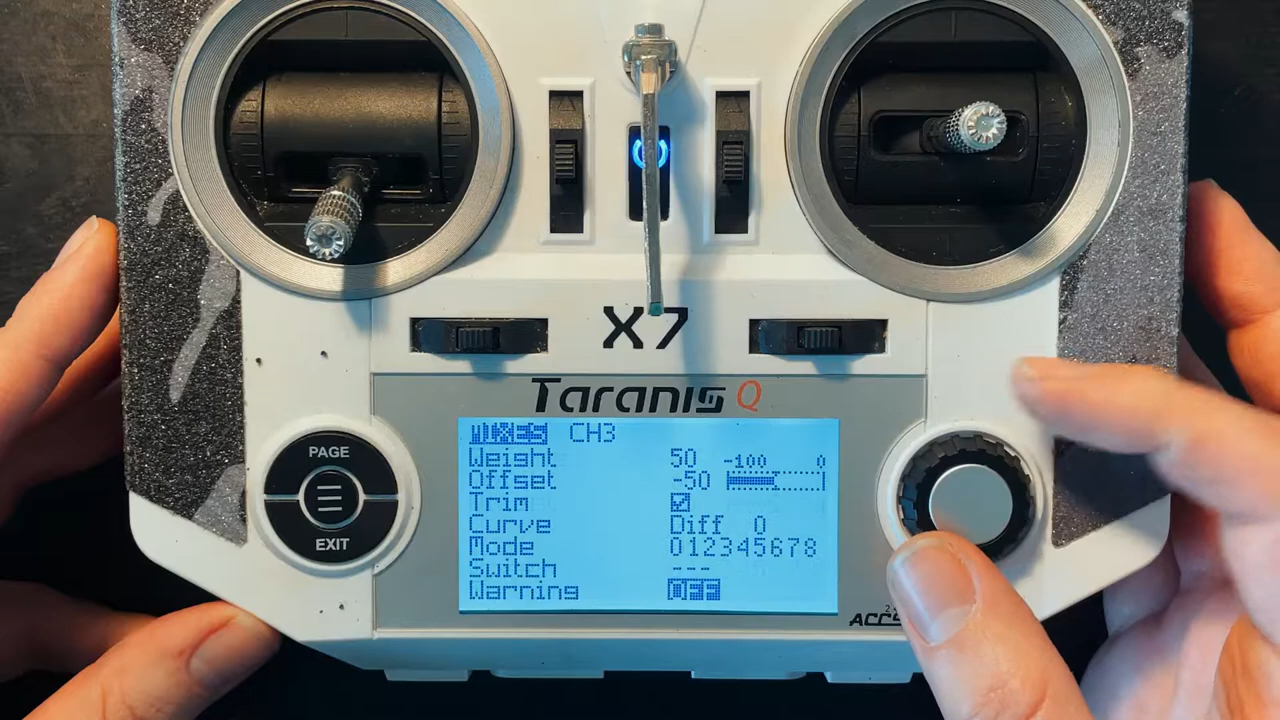 X7
Taranis Q
PAGE
EXIT
MIXES CH3
Weight 50 -100 0
Offset -50
Trim
Curve Diff 0
Mode 012345678
Switch ---
Warning OFF